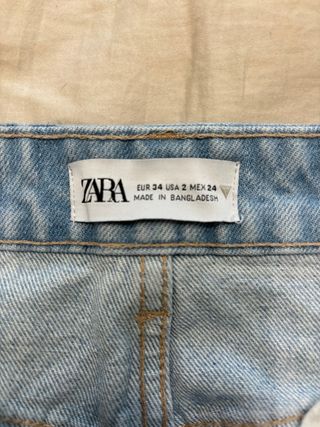 ZARA
EUR 34 USA 2 MEX 24
MADE IN BANGLADESH